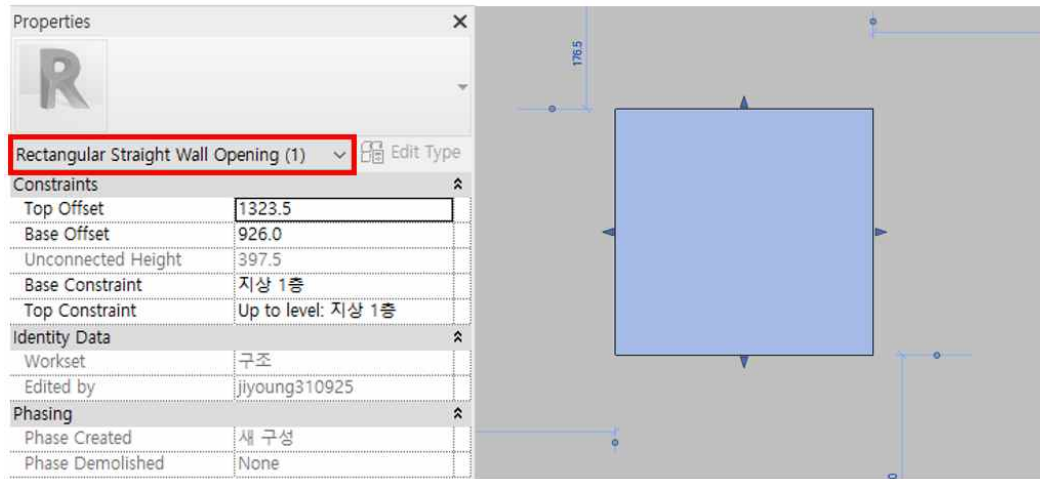 Properties
R
Rectangular Straight Wall Opening (1) Edit Type
Constraints
Top Offset 1323.5
Base Offset 926.0
Unconnected Height 397.5
Base Constraint 지상 1층
Top Constraint Up to level: 지상 1층
Identity Data
Workset 구조
Edited by jiyoung310925
Phasing
Phase Created 새 구성
Phase Demolished None
176.5